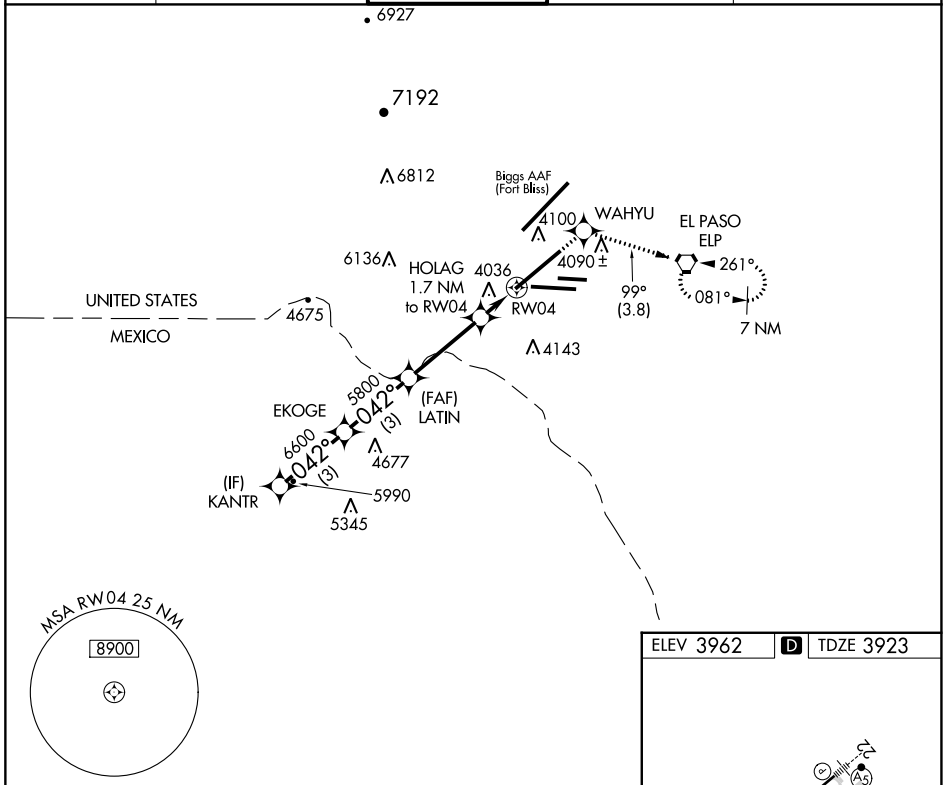 6927
7192
6812
Biggs AAF
(Fort Bliss)
4100
WAHYU
EL PASO
ELP
6136
HOLAG
1.7 NM
to RW04
4036
4090 ±
261°
081°
99°
(3.8)
7 NM
RW04
UNITED STATES
MEXICO
4675
4143
5800
042°
(3)
(FAF)
LATIN
EKOGE
6600
042°
(3)
4677
(IF)
KANTR
5990
5345
MSA RW04 25 NM
8900
ELEV 3962
D
TDZE 3923
22
P
A5